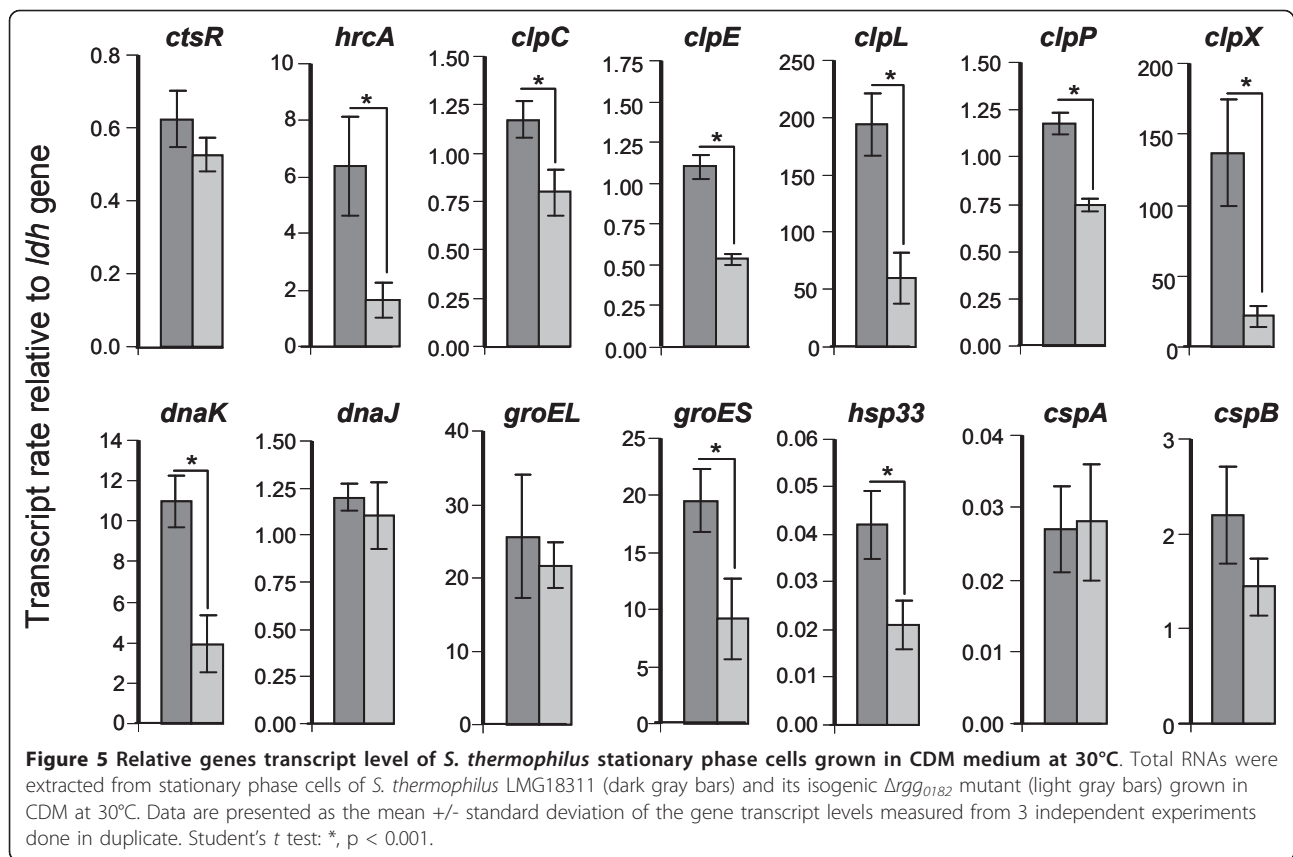 ctsR hrcA clpC clpE clpL clpP clpX
0.8 10 1.50 1.75 250 1.50 200
* * * * * *
1.50
8 1.25 200 1.25
0.6 * 150
1.25
6 1.00 150 1.00
1.00
0.4 0.75 0.75 100
4 0.75 100
0.50 0.50 0.50
0.2 2 50 50
0.25 0.25 0.25
0.0 0 0.00 0.00 0 0.00 0
Transcript rate relative to ldh gene
dnaK dnaJ groEL groES hsp33 cspA cspB
14 1.50 40 25 0.06 0.04 3
12 * 1.25 * 0.05 *
10 30 20 0.03
1.00 0.04 2
8 15
0.75 20 0.03 0.02
6 10
0.50 0.02 1
4 10 0.01
0.25 5 0.01
2
0 0.00 0 0 0.00 0.00 0
Figure 5 Relative genes transcript level of S. thermophilus stationary phase cells grown in CDM medium at 30°C. Total RNAs were
extracted from stationary phase cells of S. thermophilus LMG18311 (dark gray bars) and its isogenic Δrgg0182 mutant (light gray bars) grown in
CDM at 30°C. Data are presented as the mean +/- standard deviation of the gene transcript levels measured from 3 independent experiments
done in duplicate. Student's t test: *, p < 0.001.